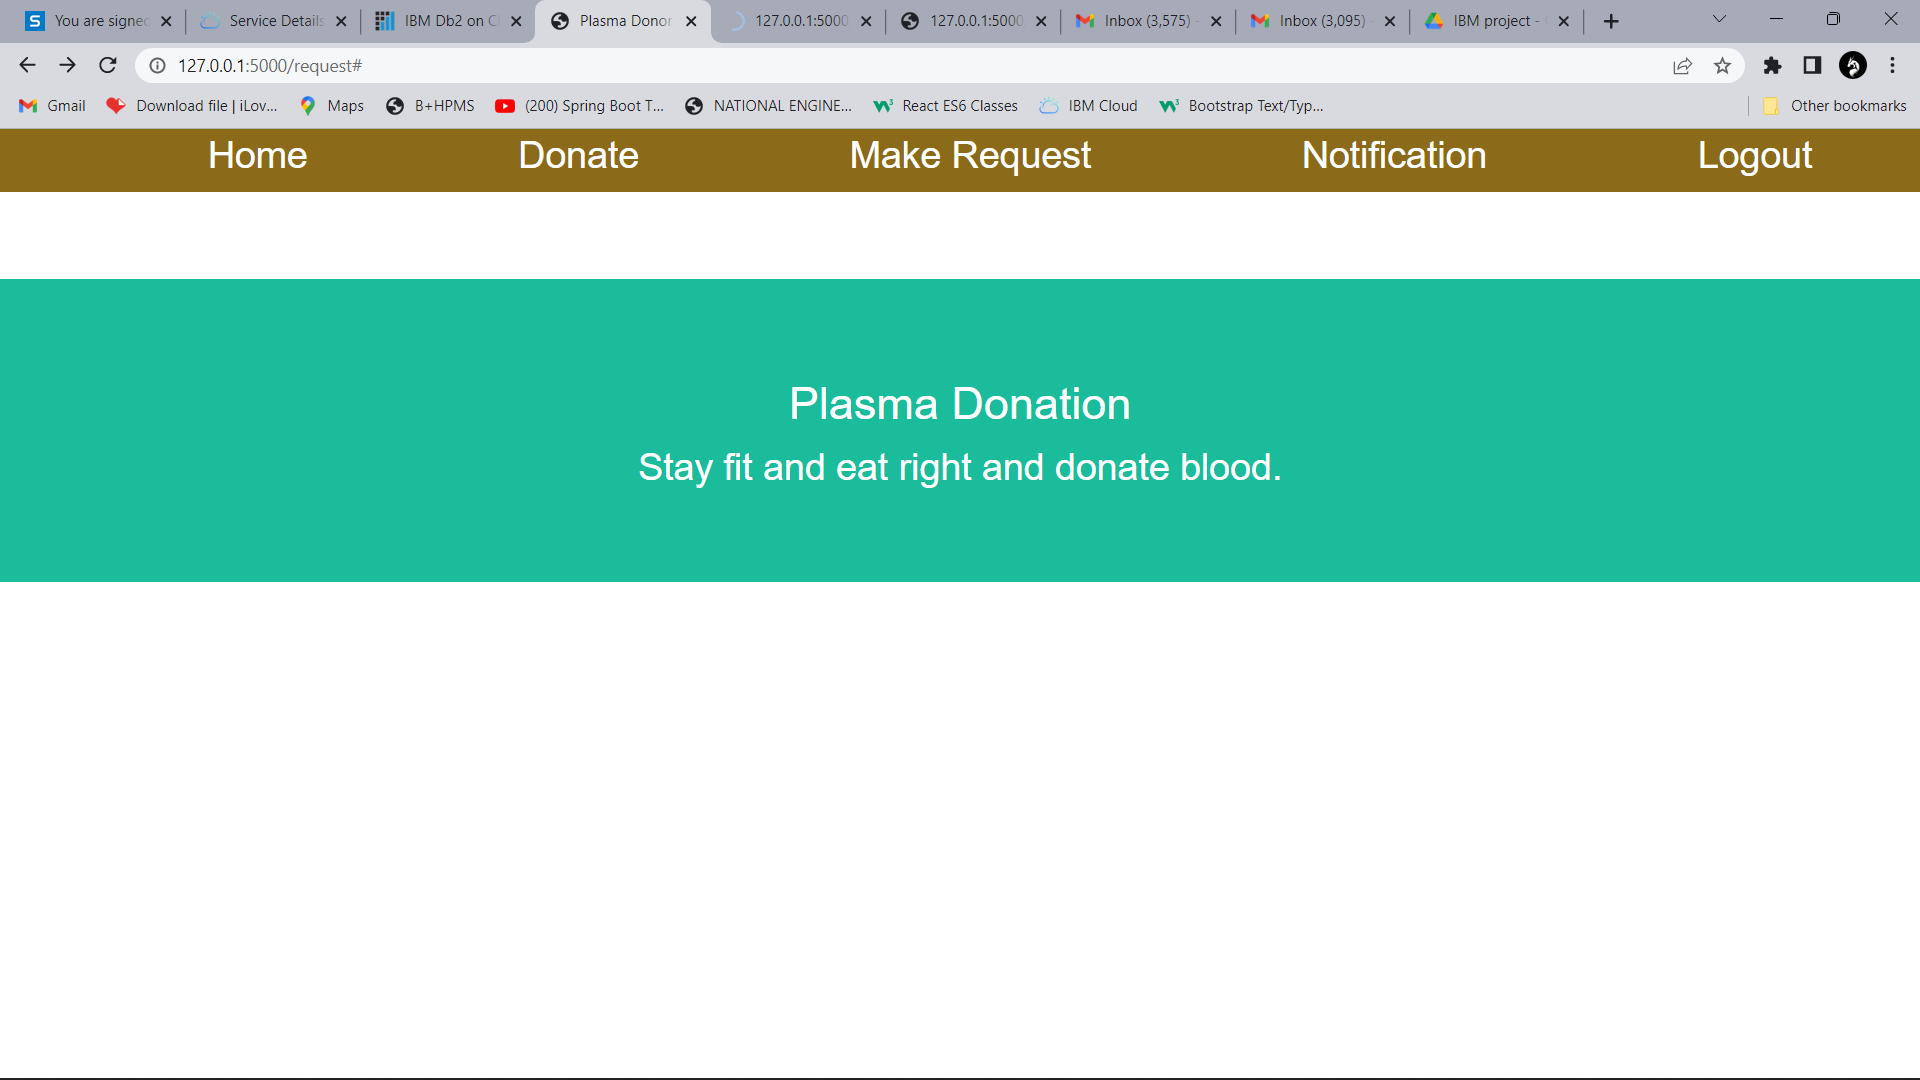 You are signed Service Details IBM Db2 on Cl Plasma Donor 127.0.0.1:5000 127.0.0.1:5000 Inbox (3,575) - Inbox (3,095) - IBM project -
127.0.0.1:5000/request#
Gmail Download file | iLov... Maps B+HPMS (200) Spring Boot T... NATIONAL ENGINE... React ES6 Classes IBM Cloud Bootstrap Text/Typ... Other bookmarks
Home Donate Make Request Notification Logout
Plasma Donation
Stay fit and eat right and donate blood.